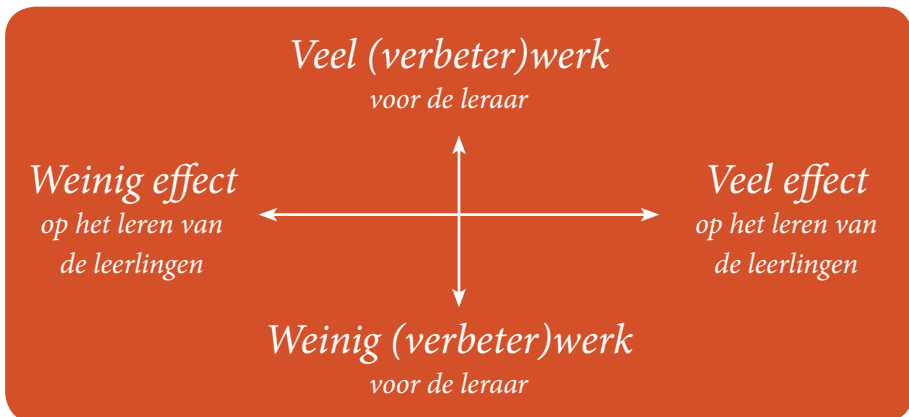 Veel (verbeter)werk
voor de leraar
Weinig effect
op het leren van
de leerlingen
Veel effect
op het leren van
de leerlingen
Weinig (verbeter)werk
voor de leraar